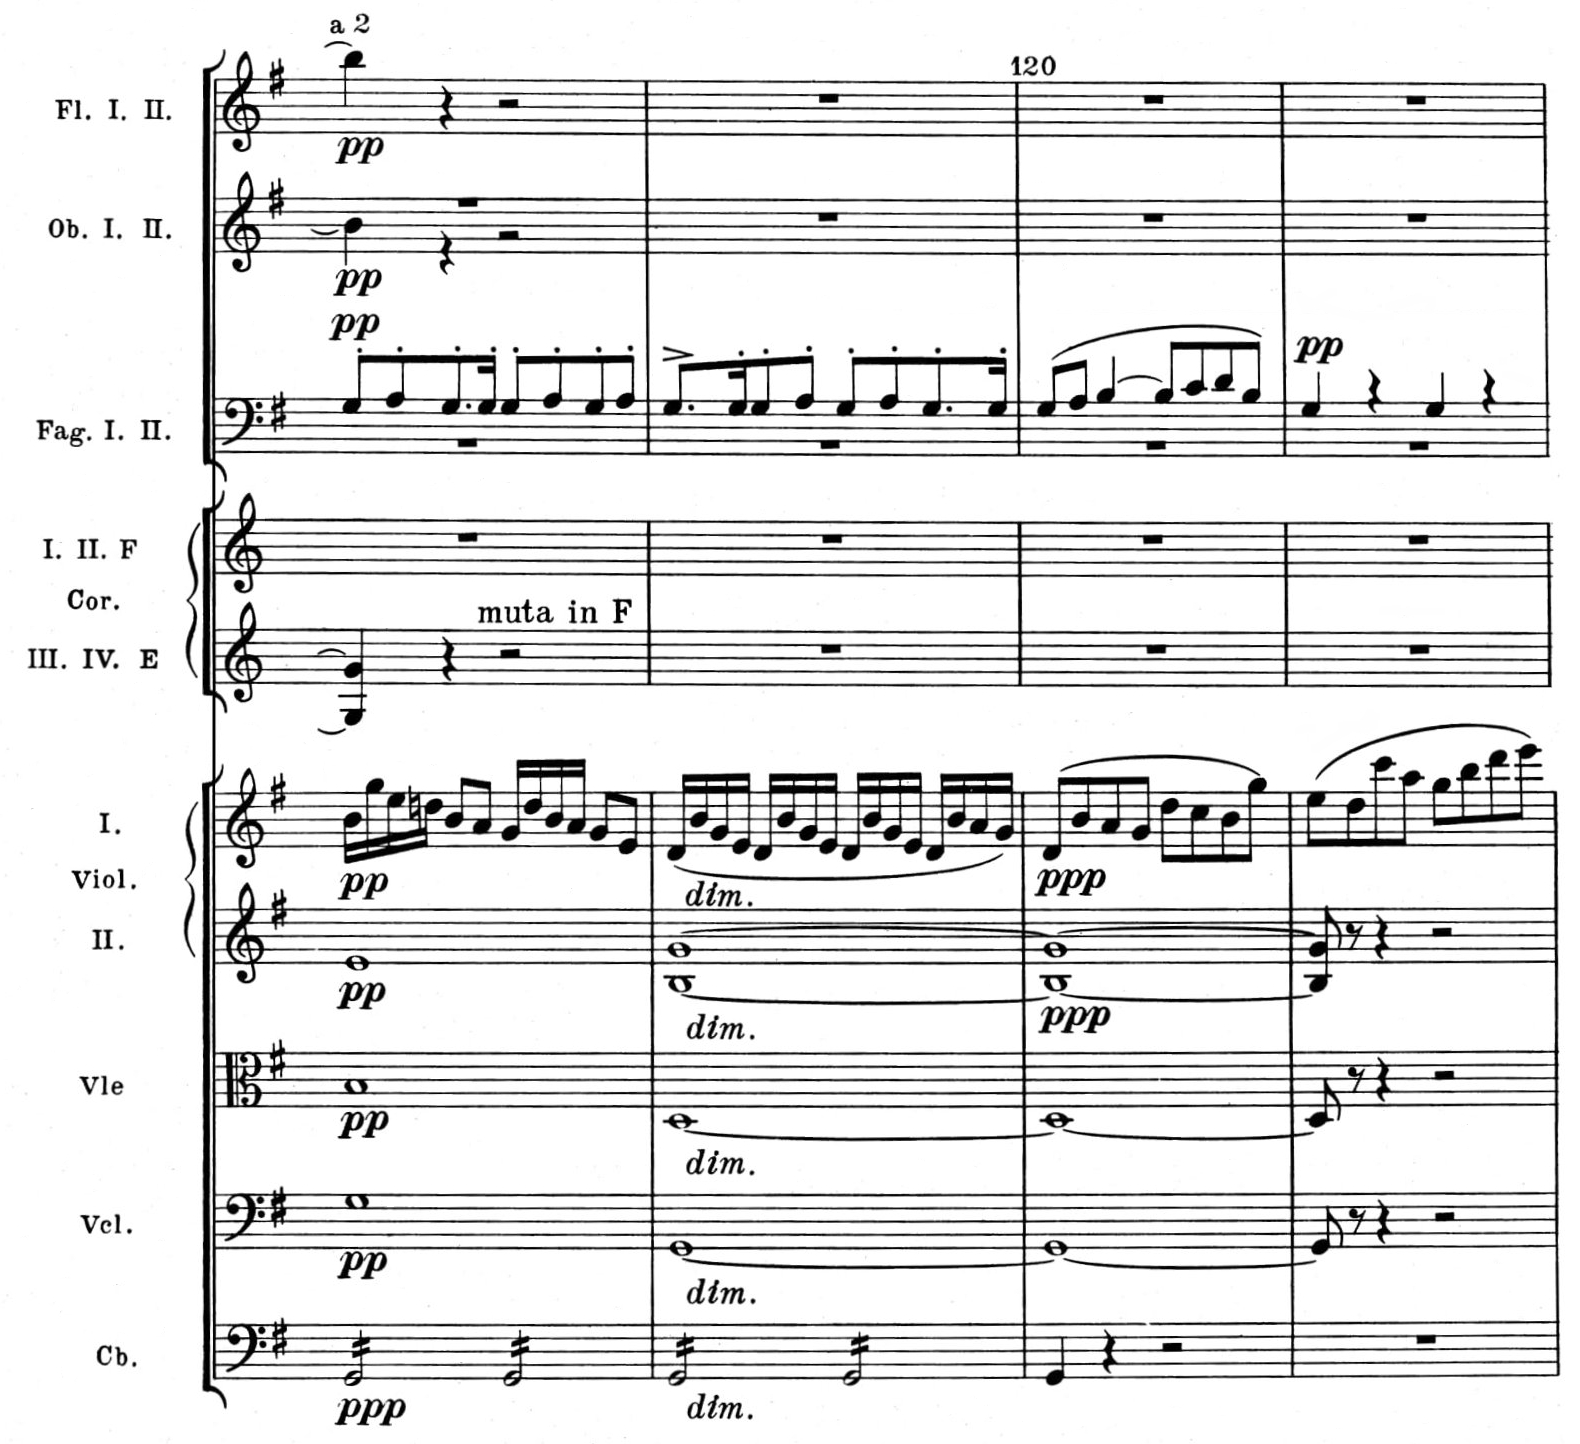 a 2
120
Fl. I. II.
pp
Ob. I. II.
pp
pp
pp
Fag. I. II.
I. II. F
Cor.
muta in F
III. IV. E
I.
pp
dim.
ppp
Viol.
II.
pp
dim.
ppp
Vle
pp
dim.
Vcl.
pp
dim.
Cb.
ppp
dim.